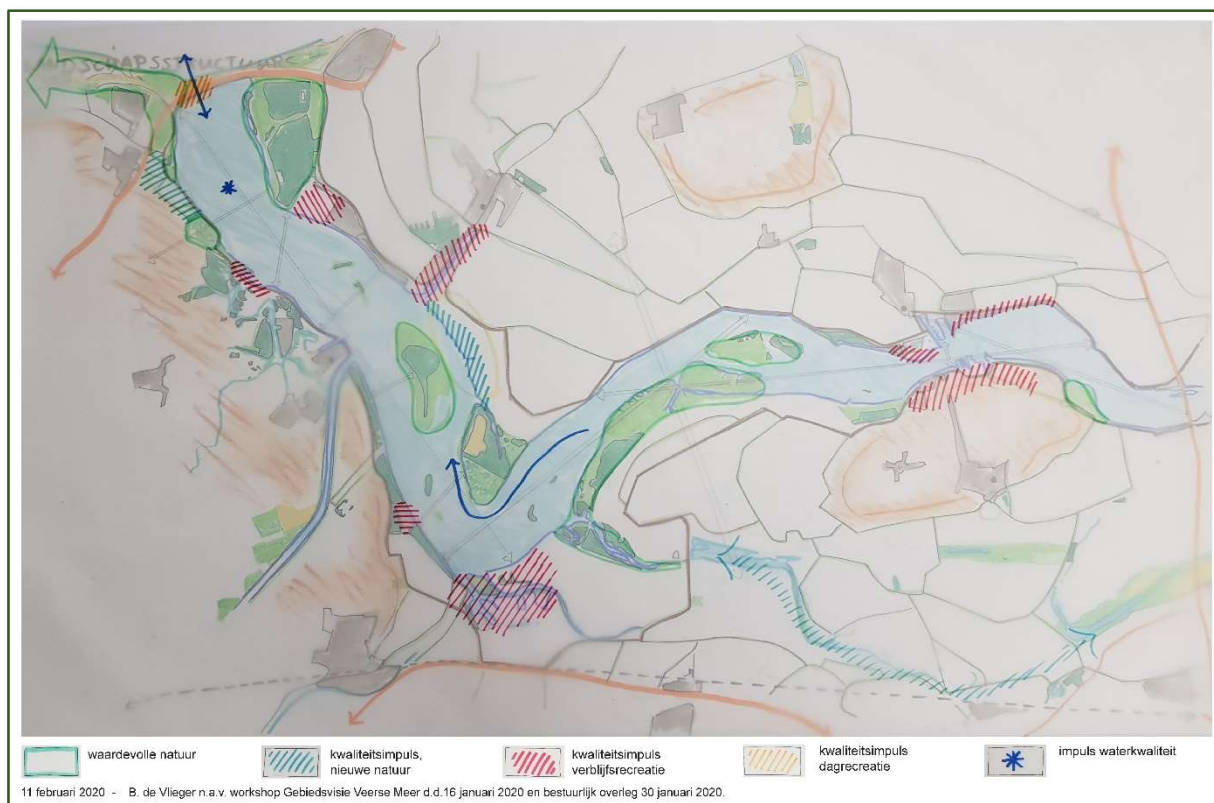 waardevolle natuur
kwaliteitsimpuls,
nieuwe natuur
kwaliteitsimpuls
verblijfsrecreatie
kwaliteitsimpuls
dagrecreatie
impuls waterkwaliteit
11 februari 2020 - B. de Vlieger n.a.v. workshop Gebiedsvisie Veerse Meer d.d.16 januari 2020 en bestuurlijk overleg 30 januari 2020.